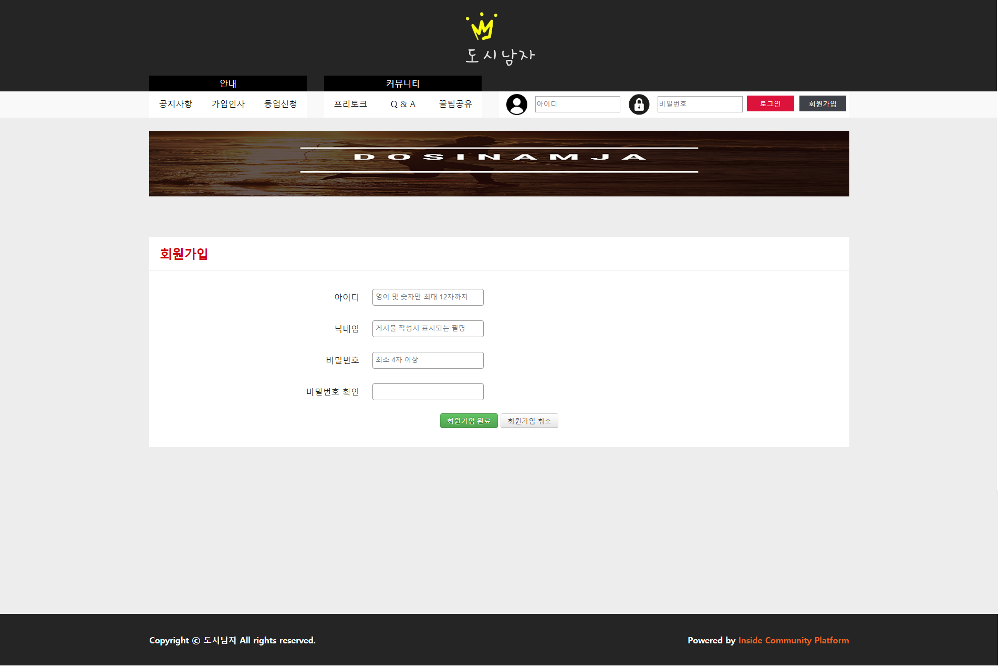 도시남자
안내
커뮤니티
공지사항 가입인사 등업신청
프리토크 Q & A 꿀팁공유
아이디 비밀번호 로그인 회원가입
DOSINAMJA
회원가입
아이디 영어 및 숫자만 최대 12자까지
닉네임 게시물 작성시 표시되는 필명
비밀번호 최소 4자 이상
비밀번호 확인
회원가입 완료 회원가입 취소
Copyright ⓒ 도시남자 All rights reserved.
Powered by Inside Community Platform